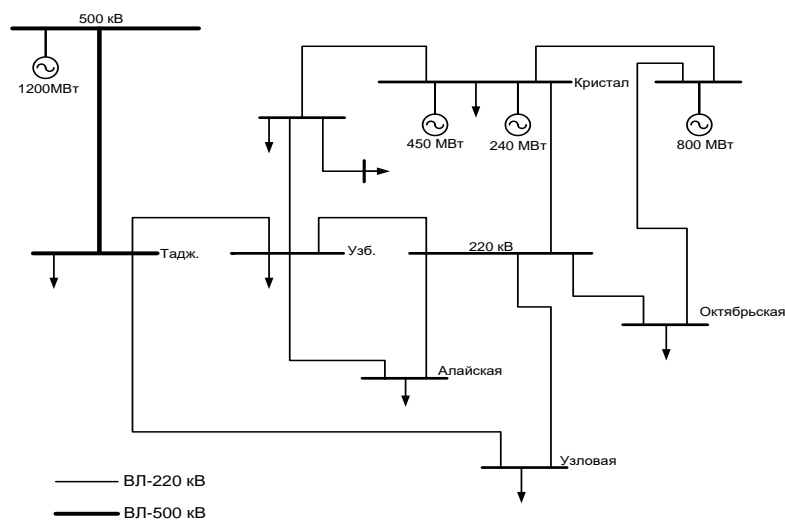 500 кВ
1200МВт
Кристал
450 МВт
240 МВт
800 МВт
Тадж.
Узб.
220 кВ
Октябрьская
Алайская
Узловая
ВЛ-220 кВ
ВЛ-500 кВ